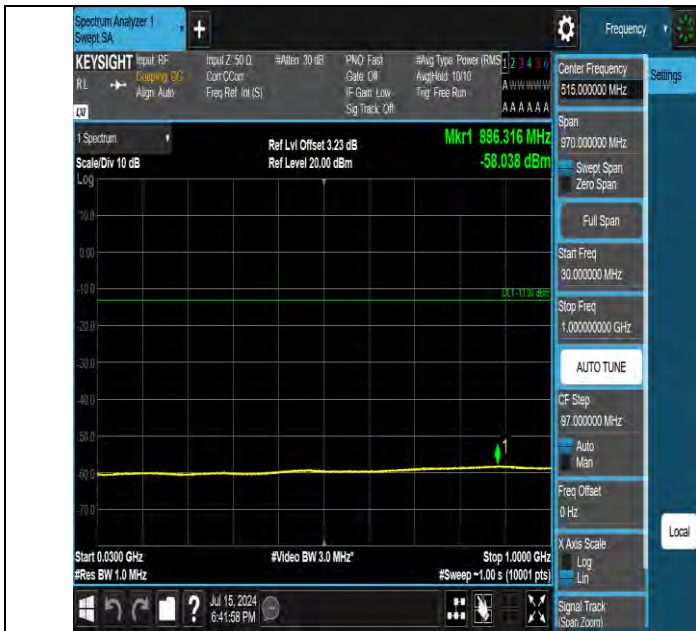 Spectrum Analyzer 1
Swept SA
+
Frequency
KEYSIGHT
RL
Input: RF
Coupling: DC
Align: Auto
Input Z: 50 Ω
Corr CCorr
Freq Ref: Int (S)
#Atten: 30 dB
PNO: Fast
Gate: Off
IF Gain: Low
Sig Track: Off
#Avg Type: Power (RMS
Avg|Hold: 10/10
Trig: Free Run
1 2 3 4 5 6
A W W W W W
A A A A A A
1 Spectrum
Scale/Div 10 dB
Log
Ref Lvl Offset 3.23 dB
Ref Level 20.00 dBm
Mkr1 886.316 MHz
-58.038 dBm
10.0
0.00
-10.0
-20.0
-30.0
-40.0
-50.0
-60.0
-70.0
DL1 -13.00 dBm
1
Start 0.0300 GHz
#Res BW 1.0 MHz
#Video BW 3.0 MHz*
Stop 1.0000 GHz
#Sweep ~1.00 s (10001 pts)
Jul 15, 2024
6:41:58 PM
Center Frequency
515.000000 MHz
Span
970.000000 MHz
Swept Span
Zero Span
Full Span
Start Freq
30.000000 MHz
Stop Freq
1.000000000 GHz
AUTO TUNE
CF Step
97.000000 MHz
Auto
Man
Freq Offset
0 Hz
X Axis Scale
Log
Lin
Signal Track
(Span Zoom)
Settings
Local